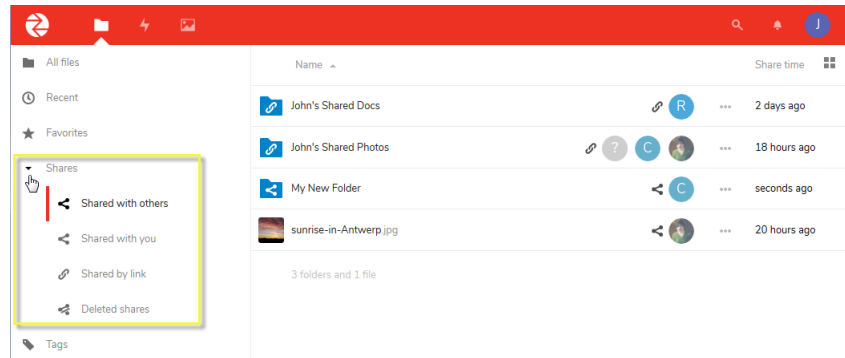 J
All files
Name
Share time
Recent
John's Shared Docs
R
2 days ago
Favorites
John's Shared Photos
?
C
18 hours ago
Shares
My New Folder
C
seconds ago
Shared with others
sunrise-in-Antwerp.jpg
20 hours ago
Shared with you
3 folders and 1 file
Shared by link
Deleted shares
Tags